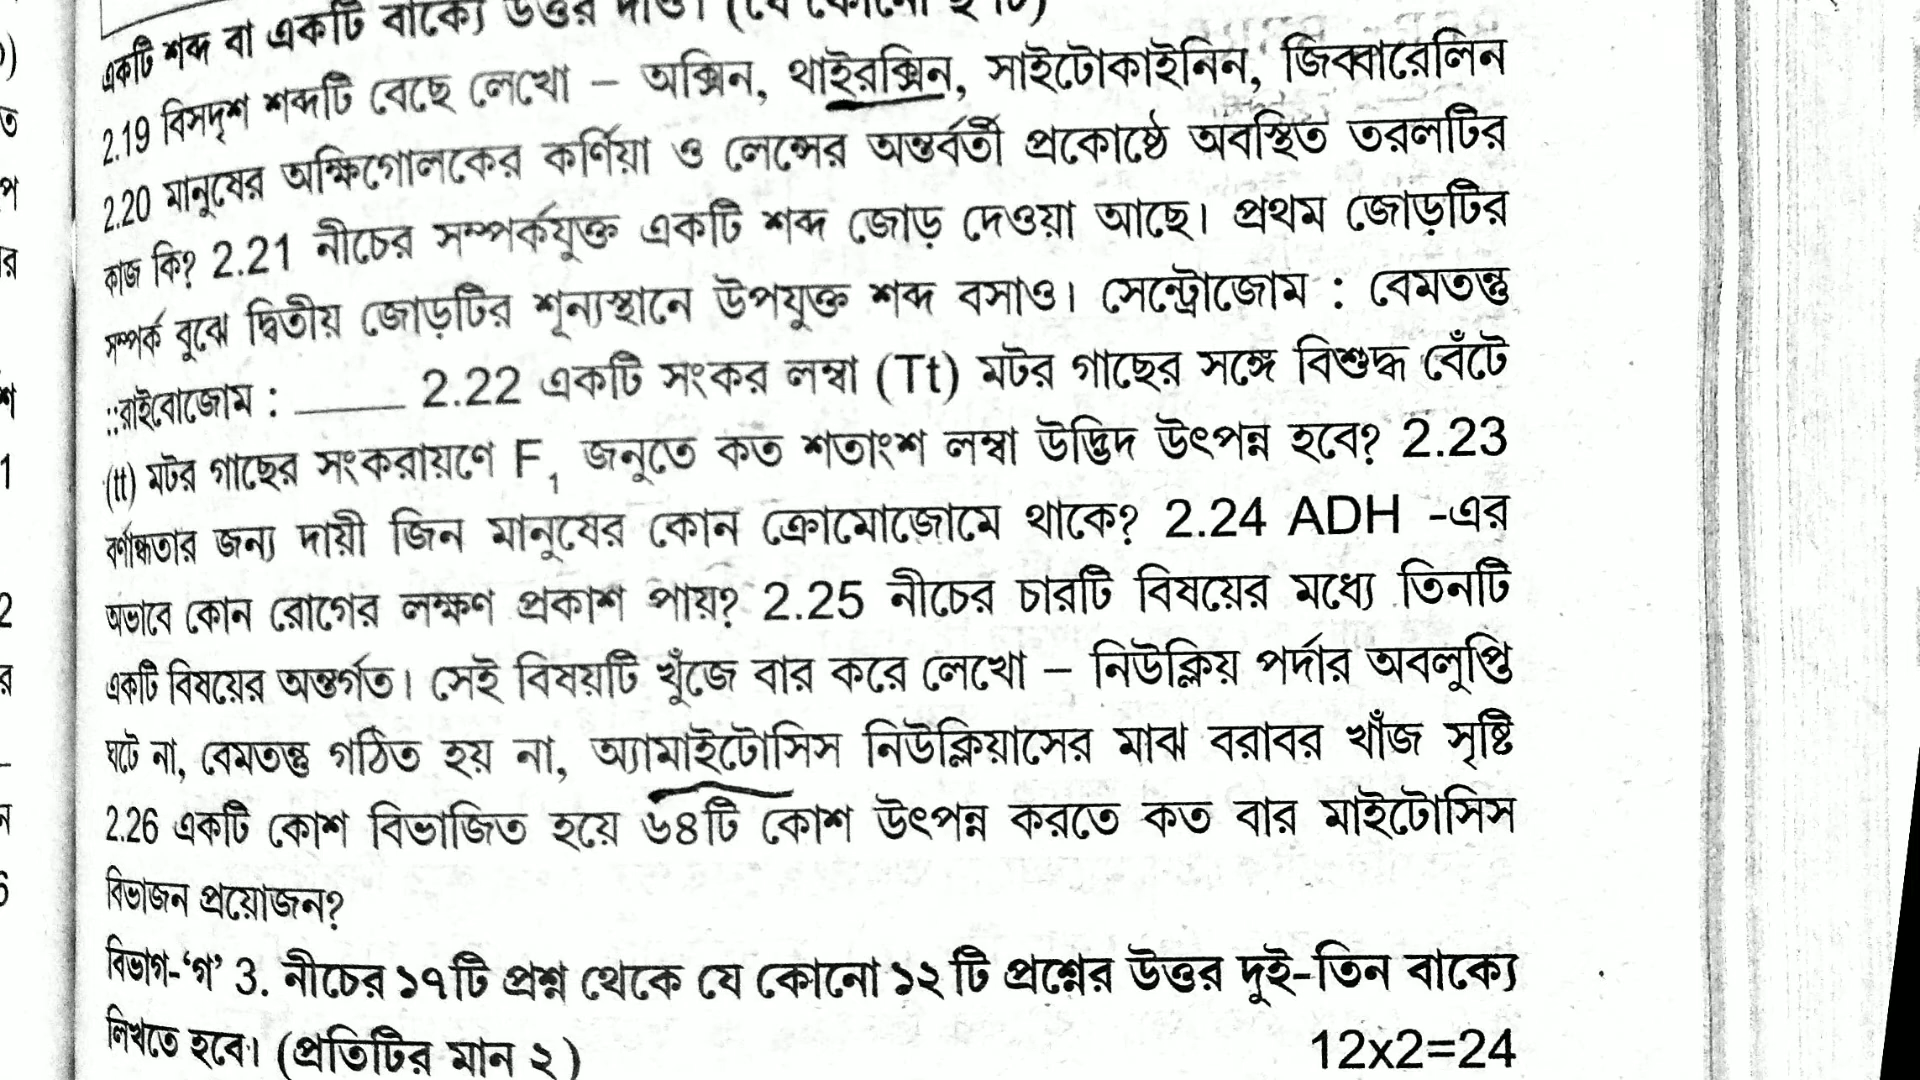 একটি শব্দ বা একটি বাক্যে উত্তর দাও। (যে কোনো ২ টি)
2.19 বিসদৃশ শব্দটি বেছে লেখো – অক্সিন, থাইরক্সিন, সাইটোকাইনিন, জিব্বারেলিন
2.20 মানুষের অক্ষিগোলকের কর্ণিয়া ও লেন্সের অন্তর্বর্তী প্রকোষ্ঠে অবস্থিত তরলটির
কাজ কি? 2.21 নীচের সম্পর্কযুক্ত একটি শব্দ জোড় দেওয়া আছে। প্রথম জোড়টির
সম্পর্ক বুঝে দ্বিতীয় জোড়টির শূন্যস্থানে উপযুক্ত শব্দ বসাও। সেন্ট্রোজোম : বেমতন্তু
::রাইবোজোম : _____ 2.22 একটি সংকর লম্বা (Tt) মটর গাছের সঙ্গে বিশুদ্ধ বেঁটে
(tt) মটর গাছের সংকরায়ণে F₁ জনুতে কত শতাংশ লম্বা উদ্ভিদ উৎপন্ন হবে? 2.23
বর্ণান্ধতার জন্য দায়ী জিন মানুষের কোন ক্রোমোজোমে থাকে? 2.24 ADH -এর
অভাবে কোন রোগের লক্ষণ প্রকাশ পায়? 2.25 নীচের চারটি বিষয়ের মধ্যে তিনটি
একটি বিষয়ের অন্তর্গত। সেই বিষয়টি খুঁজে বার করে লেখো – নিউক্লিয় পর্দার অবলুপ্তি
ঘটে না, বেমতন্তু গঠিত হয় না, অ্যামাইটোসিস নিউক্লিয়াসের মাঝ বরাবর খাঁজ সৃষ্টি
2.26 একটি কোশ বিভাজিত হয়ে ৬৪টি কোশ উৎপন্ন করতে কত বার মাইটোসিস
বিভাজন প্রয়োজন?
বিভাগ-‘গ’ 3. নীচের ১৭টি প্রশ্ন থেকে যে কোনো ১২ টি প্রশ্নের উত্তর দুই-তিন বাক্যে
লিখতে হবে। (প্রতিটির মান ২) 12x2=24